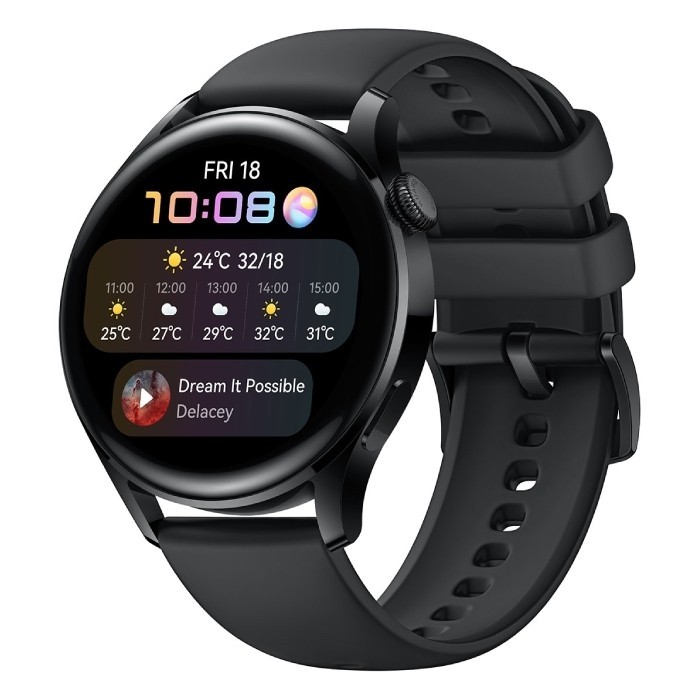 FRI 18
10:08
24℃ 32/18
11:00 12:00 13:00 14:00 15:00
25℃ 27℃ 29℃ 32℃ 31℃
Dream It Possible
Delacey